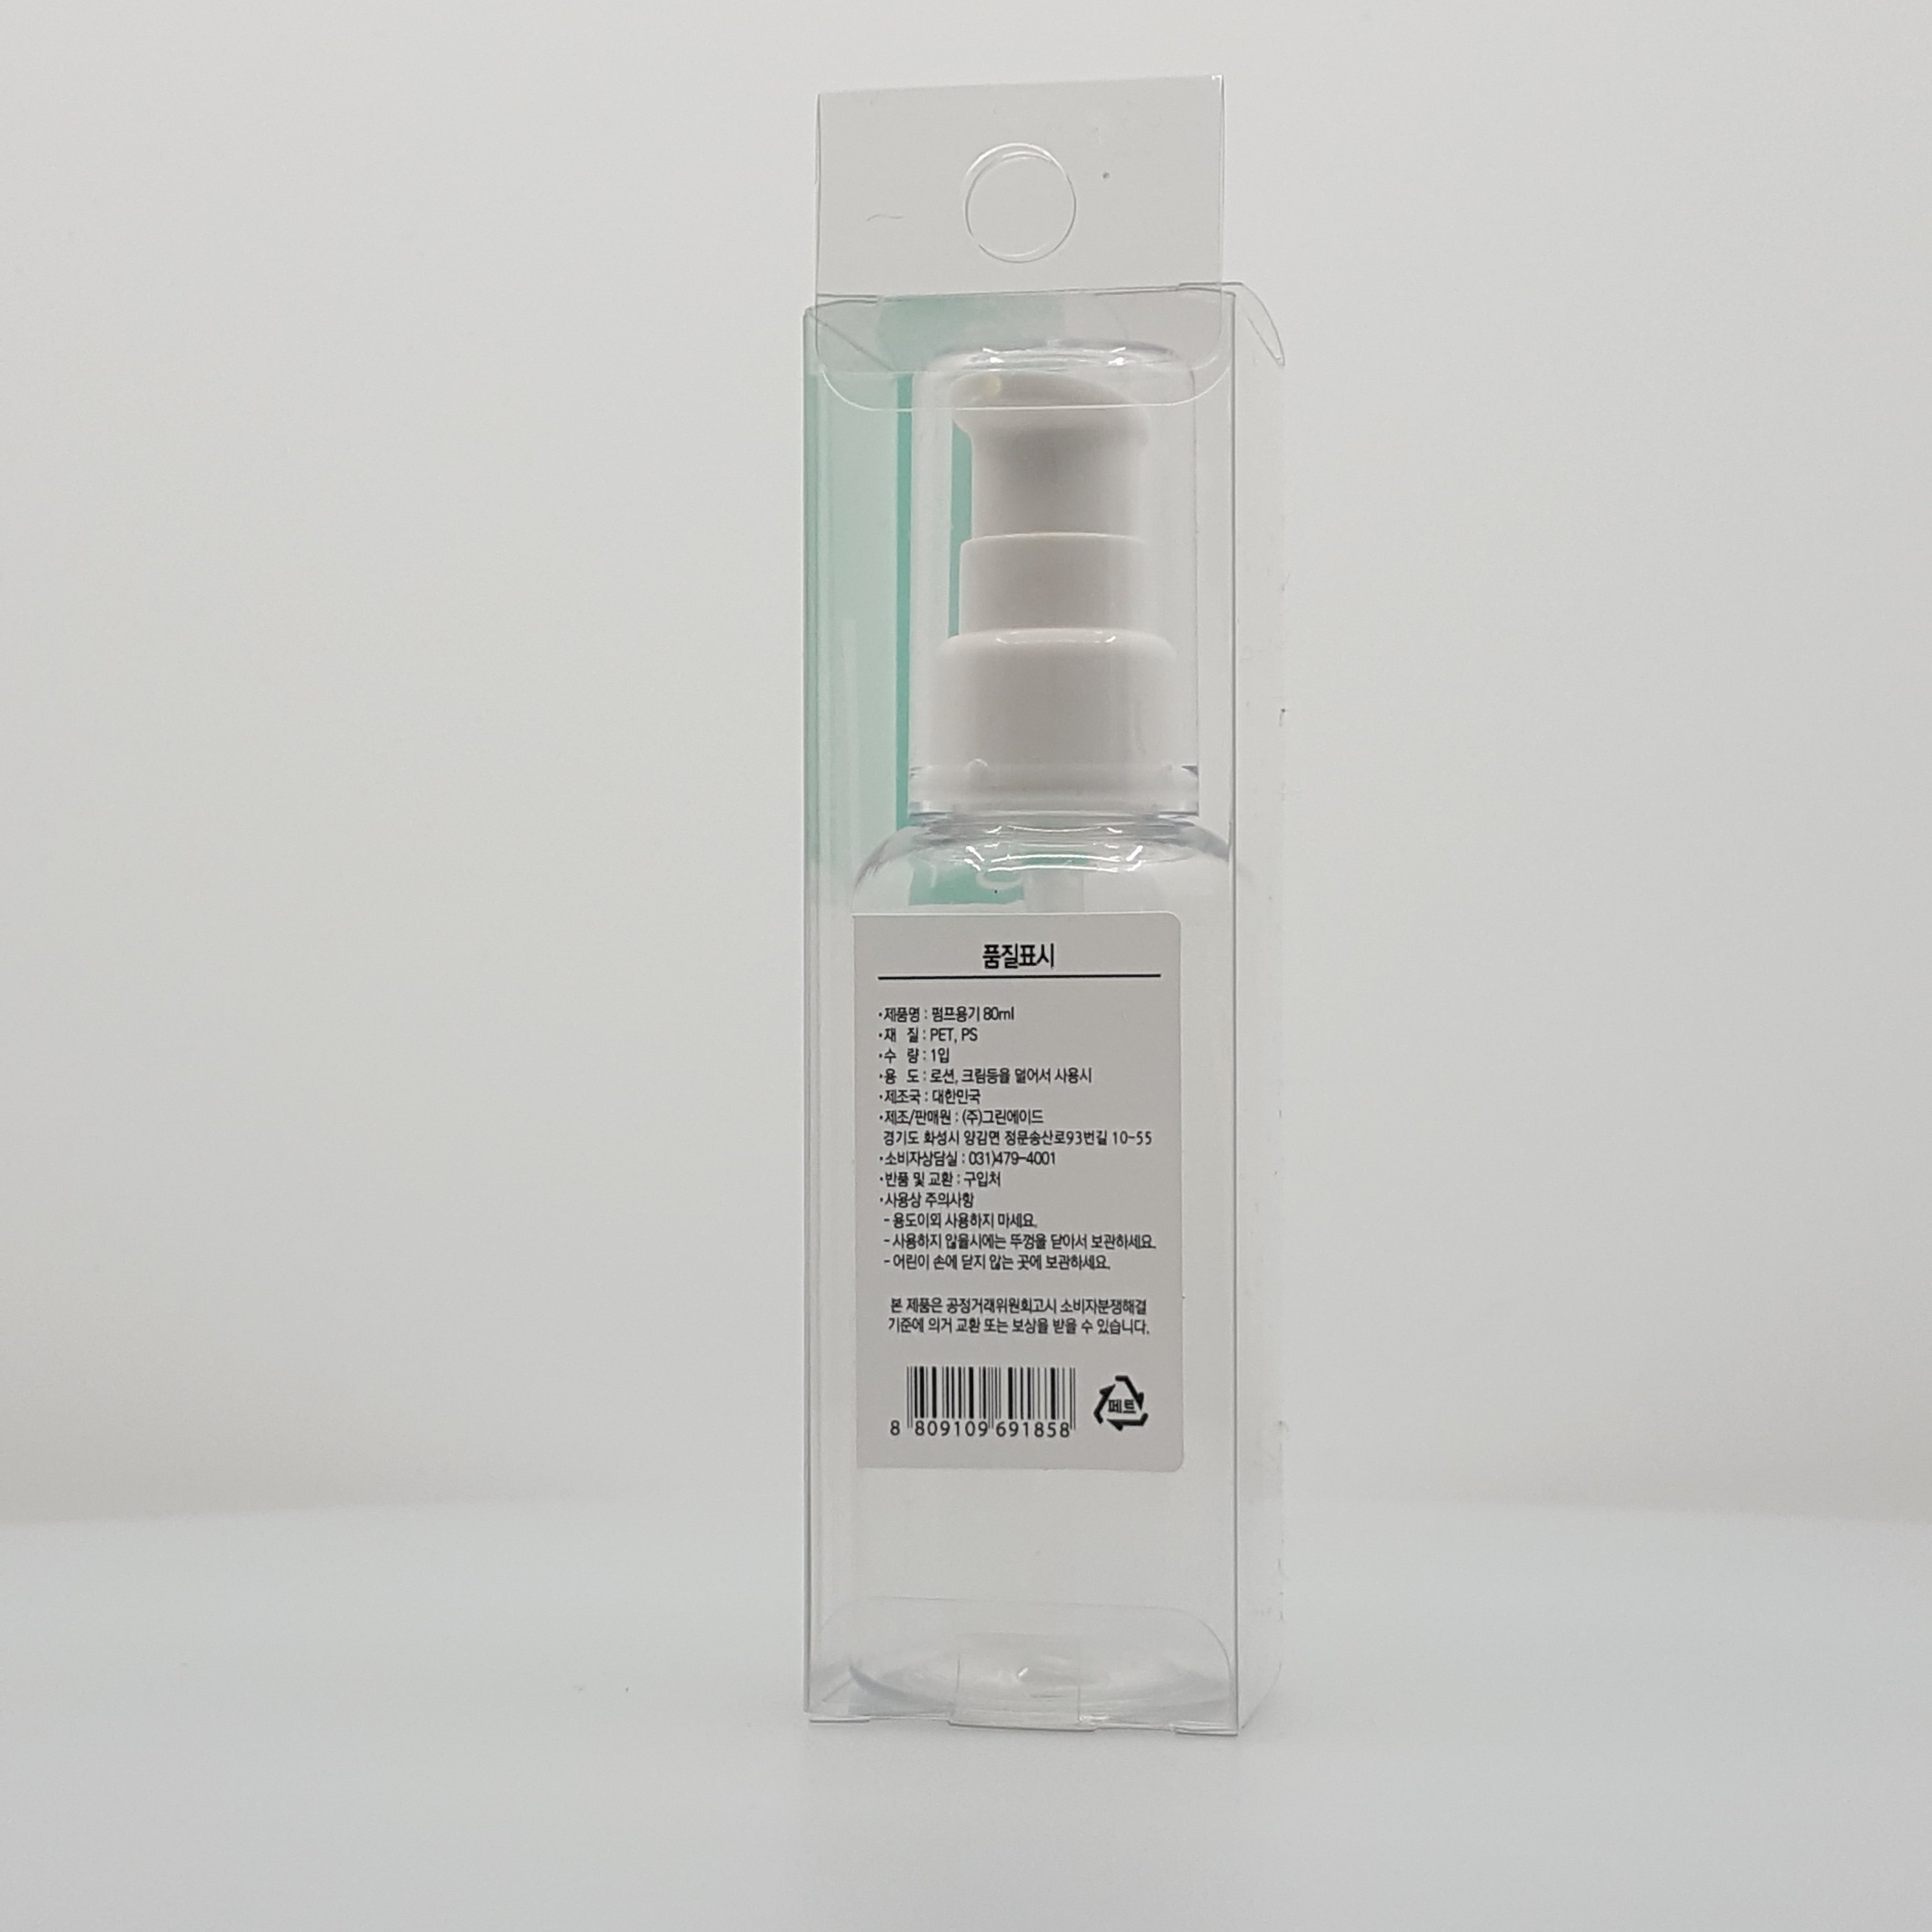 품질표시
·제품명 : 펌프용기 80ml
·재 질 : PET, PS
·수 량 : 1입
·용 도 : 로션, 크림등을 덜어서 사용시
·제조국 : 대한민국
·제조/판매원 : (주)그린에이드
경기도 화성시 양감면 정문송산로93번길 10-55
·소비자상담실 : 031)479-4001
·반품 및 교환 : 구입처
·사용상 주의사항
- 용도이외 사용하지 마세요.
- 사용하지 않을시에는 뚜껑을 닫아서 보관하세요.
- 어린이 손에 닫지 않는 곳에 보관하세요.
본 제품은 공정거래위원회고시 소비자분쟁해결
기준에 의거 교환 또는 보상을 받을 수 있습니다.
페트
8 809109 691858